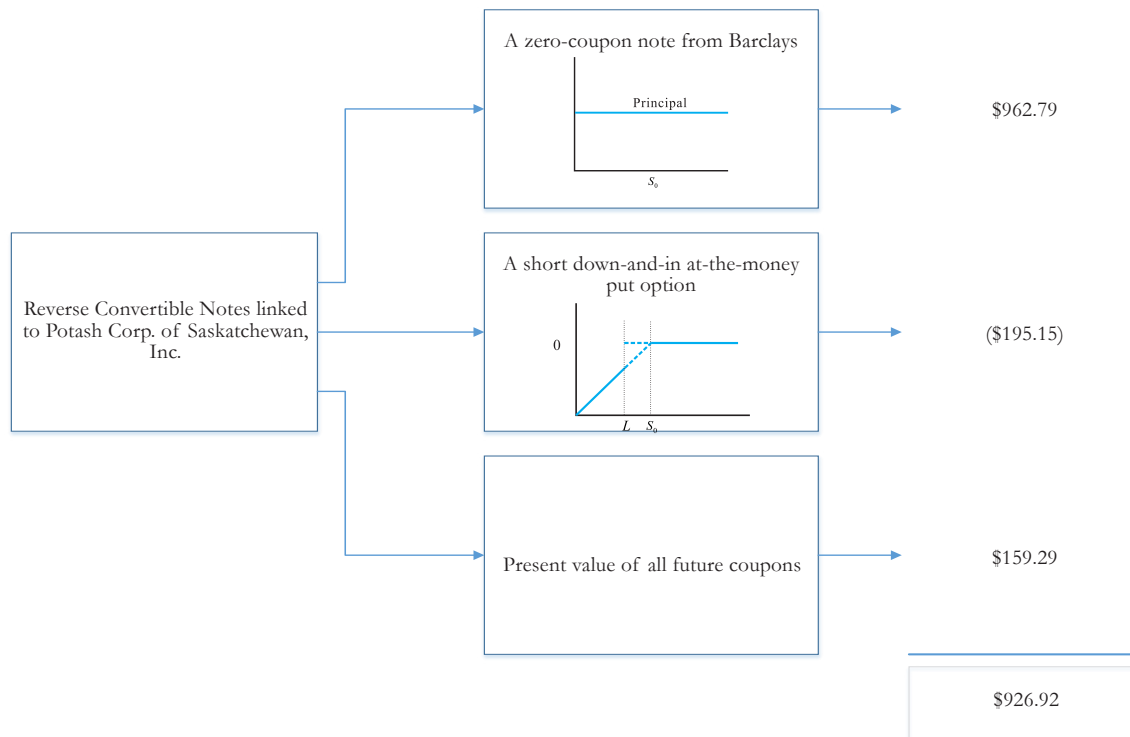 A zero-coupon note from Barclays
Principal
S₀
$962.79
Reverse Convertible Notes linked
to Potash Corp. of Saskatchewan,
Inc.
A short down-and-in at-the-money
put option
0
L S₀
($195.15)
Present value of all future coupons
$159.29
$926.92